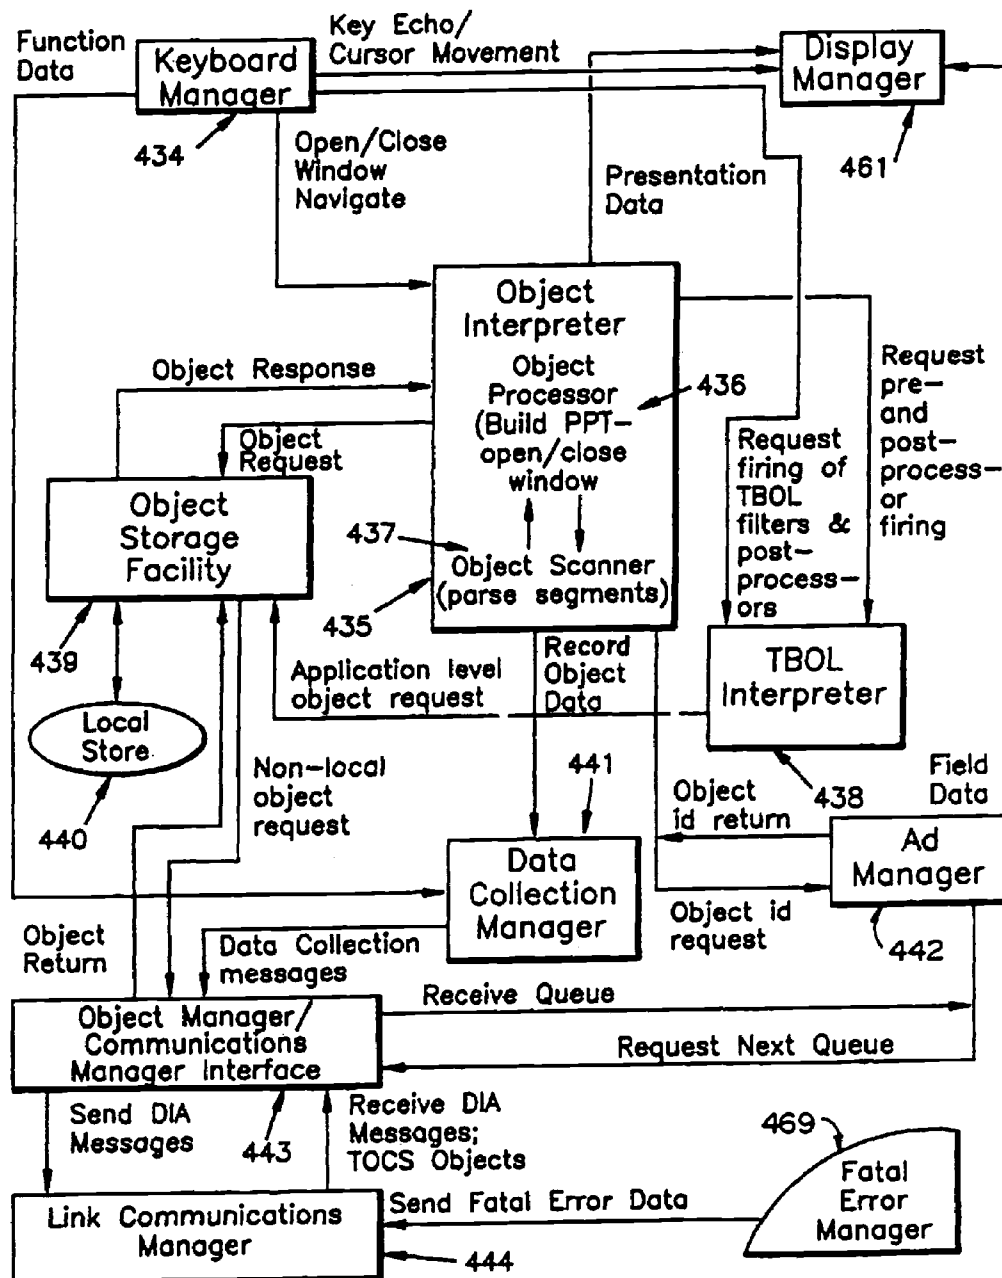 Function
Data
Keyboard
Manager
434
Key Echo/
Cursor Movement
Display
Manager
461
Open/Close
Window
Navigate
Presentation
Data
Object
Interpreter
Object
Processor
(Build PPT-
open/close
window
436
437
Object Scanner
(parse segments)
435
Object Response
Object
Request
Object
Storage
Facility
439
Local
Store
440
Request
firing of
TBOL
filters &
post-
process-
ors
Request
pre-
and
post-
process-
or
firing
TBOL
Interpreter
438
Application level
object request
Record
Object
Data
441
Non-local
object
request
Object
id return
Field
Data
Ad
Manager
442
Object id
request
Data
Collection
Manager
Object
Return
Data Collection
messages
Receive Queue
Object Manager/
Communications
Manager Interface
Request Next Queue
Send DIA
Messages
443
Receive DIA
Messages;
TOCS Objects
469
Fatal
Error
Manager
Send Fatal Error Data
Link Communications
Manager
444